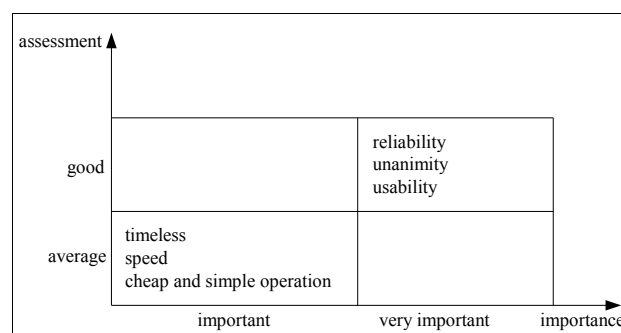 assessment
good
reliability
unanimity
usability
average
timeless
speed
cheap and simple operation
important
very important
importance